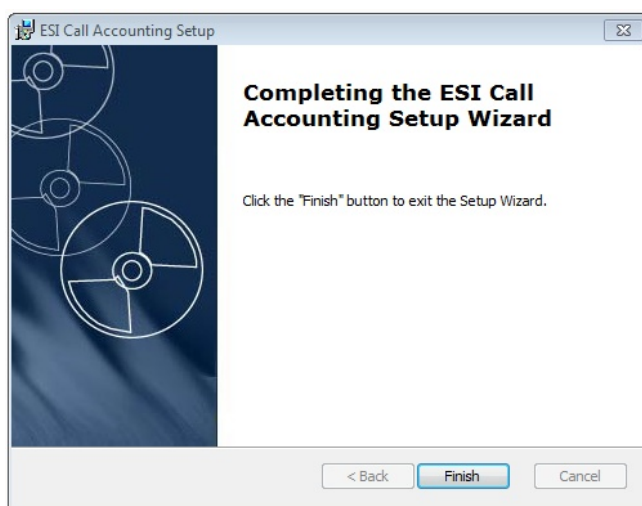 ESI Call Accounting Setup
Completing the ESI Call
Accounting Setup Wizard
Click the "Finish" button to exit the Setup Wizard.
< Back Finish Cancel